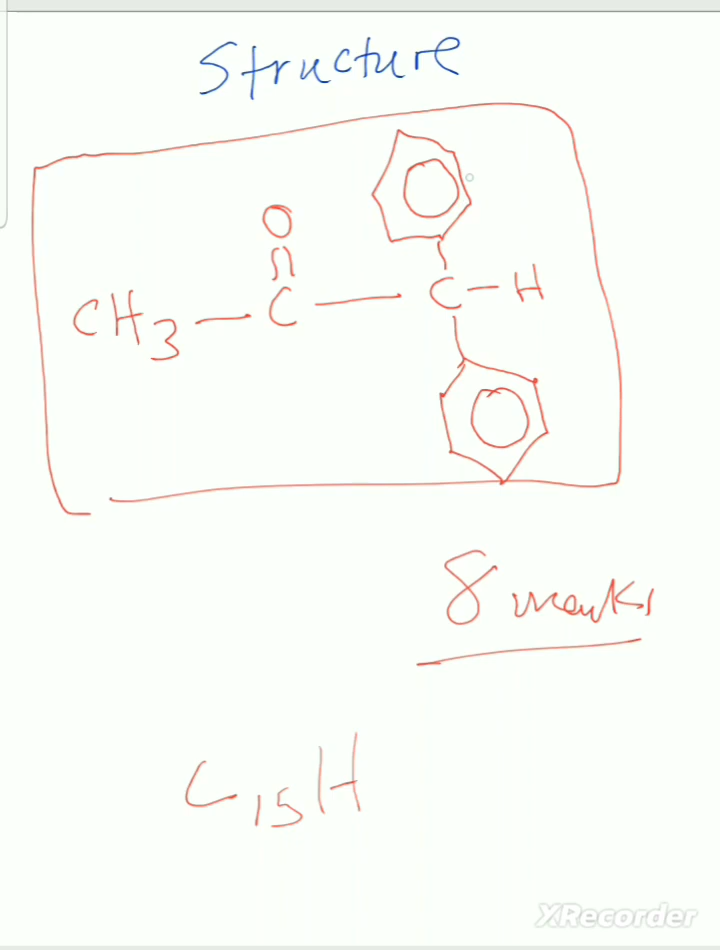 Structure
O
CH3 — C — C — H
8 marks
C15H
XRecorder